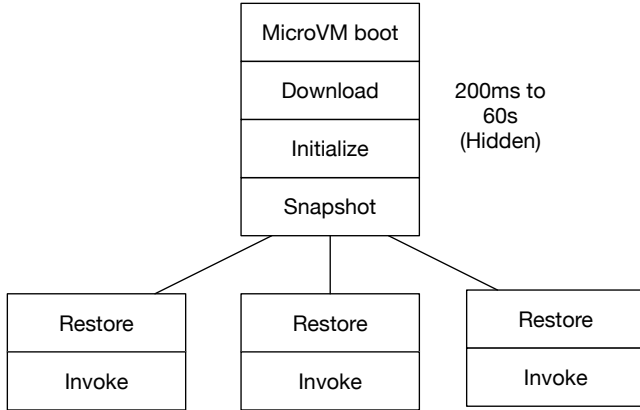 MicroVM boot
Download
Initialize
Snapshot
200ms to
60s
(Hidden)
Restore
Invoke
Restore
Invoke
Restore
Invoke